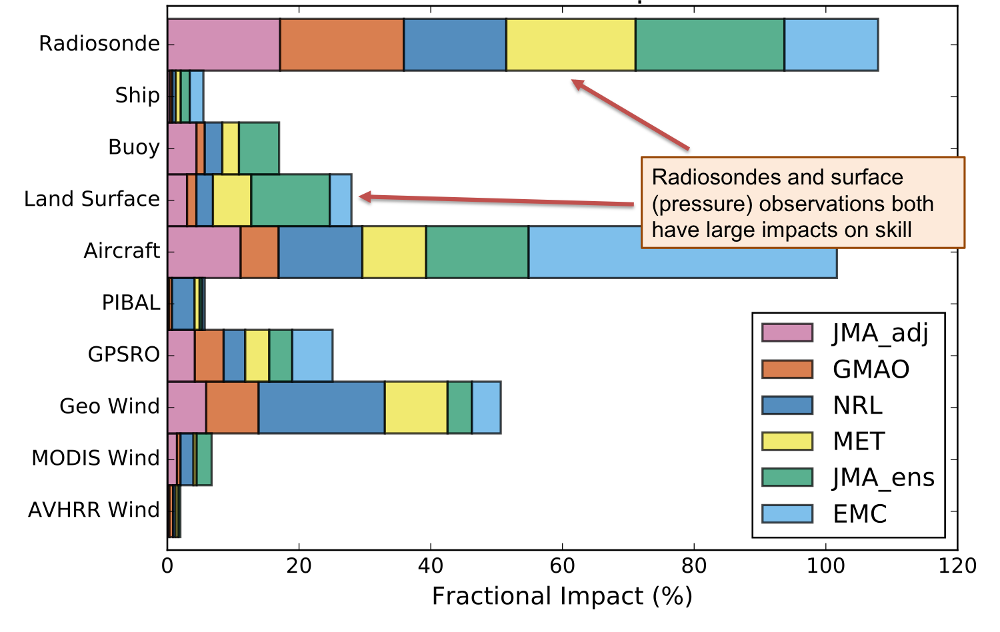 Radiosonde
Ship
Buoy
Land Surface
Aircraft
PIBAL
GPSRO
Geo Wind
MODIS Wind
AVHRR Wind
Radiosondes and surface
(pressure) observations both
have large impacts on skill
JMA_adj
GMAO
NRL
MET
JMA_ens
EMC
0 20 40 60 80 100 120
Fractional Impact (%)